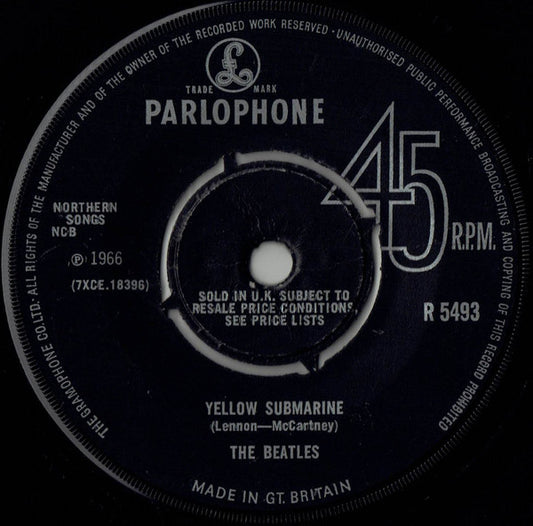 THE GRAMOPHONE CO. LTD. ALL RIGHTS OF THE MANUFACTURER AND OF THE OWNER OF THE RECORDED WORK RESERVED · UNAUTHORISED PUBLIC PERFORMANCE BROADCASTING AND COPYING OF THIS RECORD PROHIBITED
£
TRADE MARK
PARLOPHONE
45
R.P.M.
NORTHERN
SONGS
NCB
℗ 1966
(7XCE.18396)
SOLD IN U.K. SUBJECT TO
RESALE PRICE CONDITIONS,
SEE PRICE LISTS
R 5493
YELLOW SUBMARINE
(Lennon—McCartney)
THE BEATLES
MADE IN GT. BRITAIN